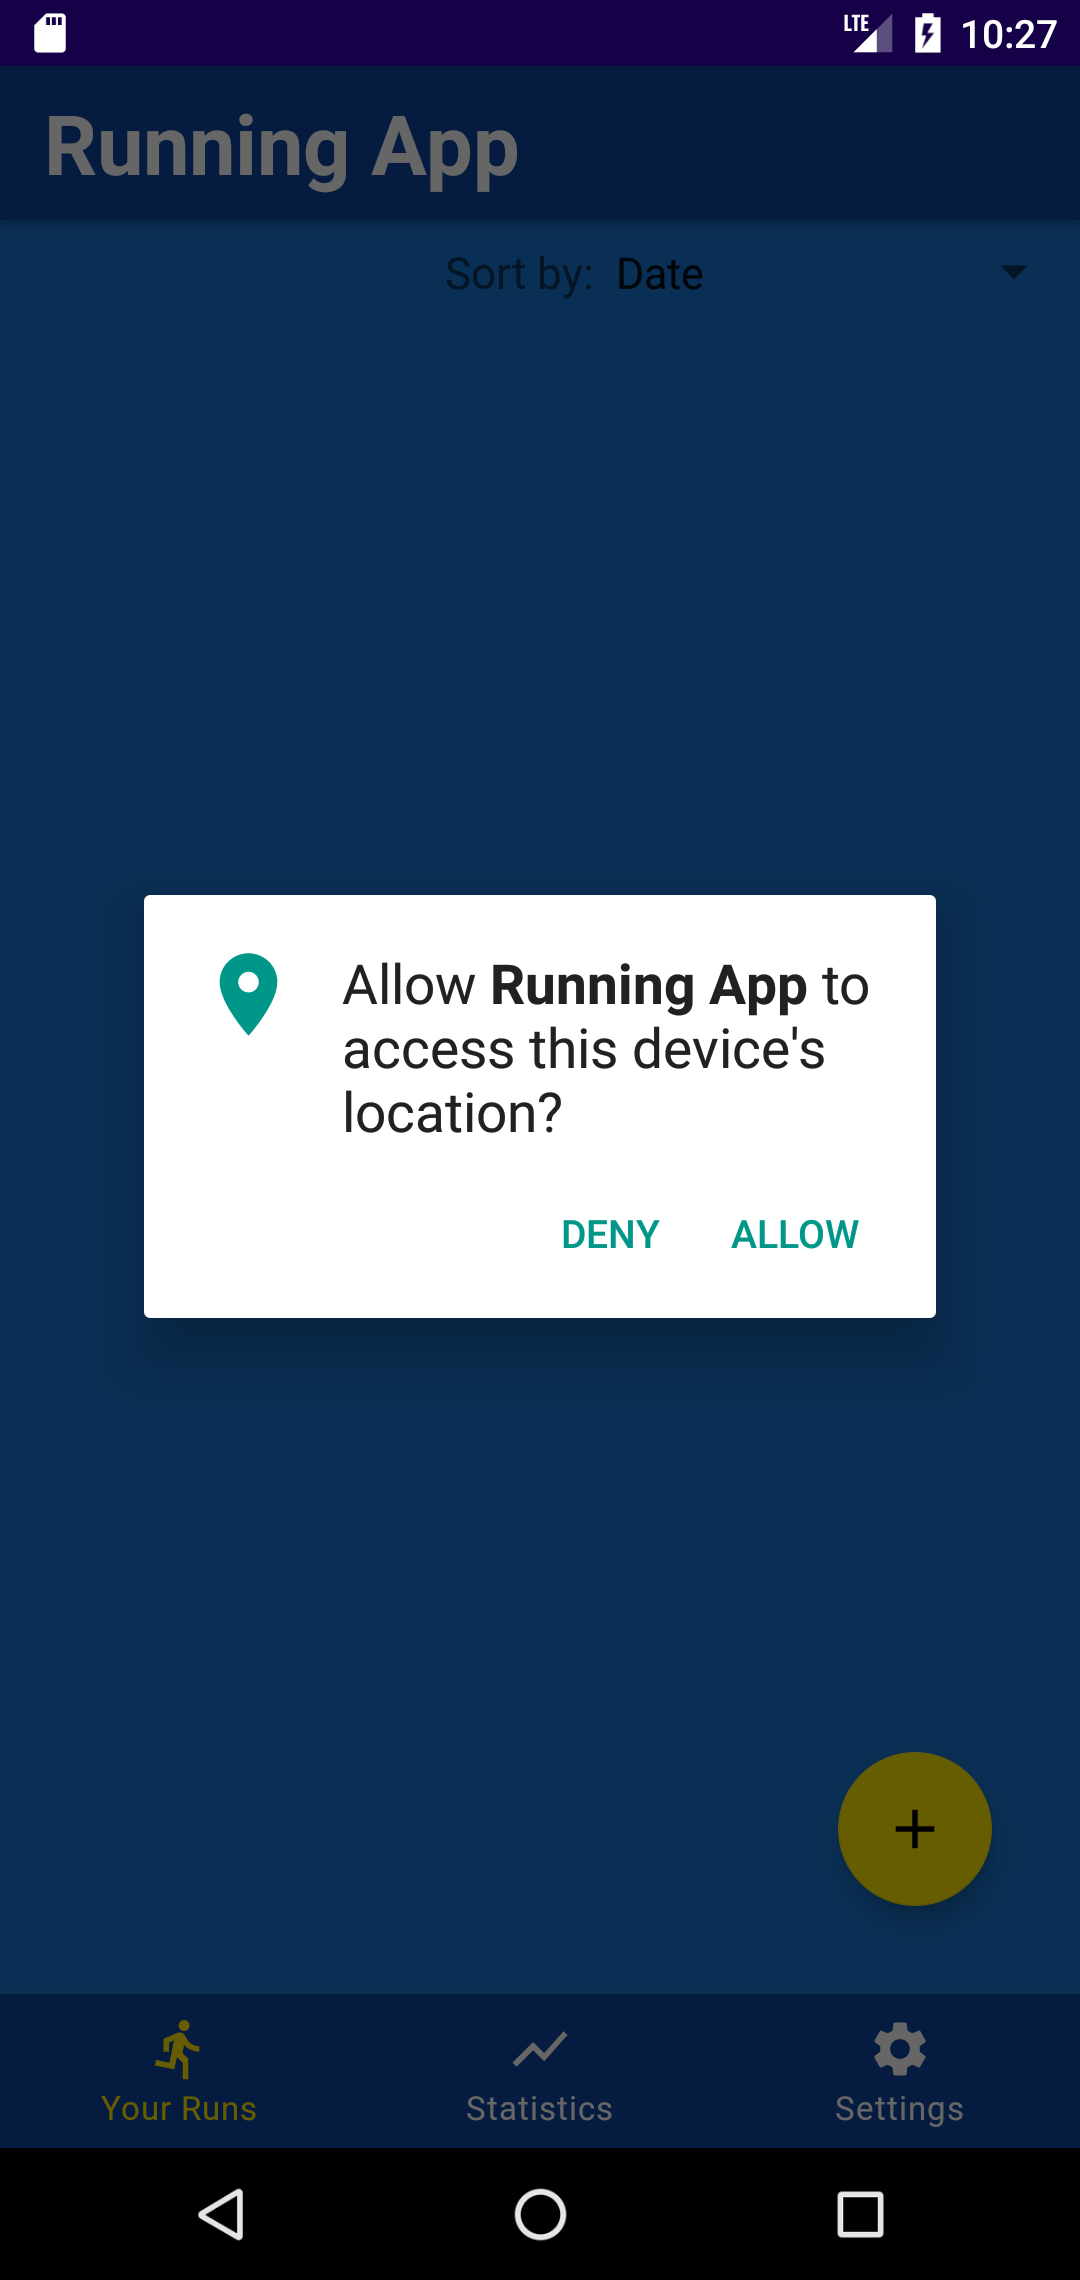 LTE 10:27
Running App
Sort by: Date
Allow Running App to
access this device's
location?
DENY ALLOW
Your Runs Statistics Settings